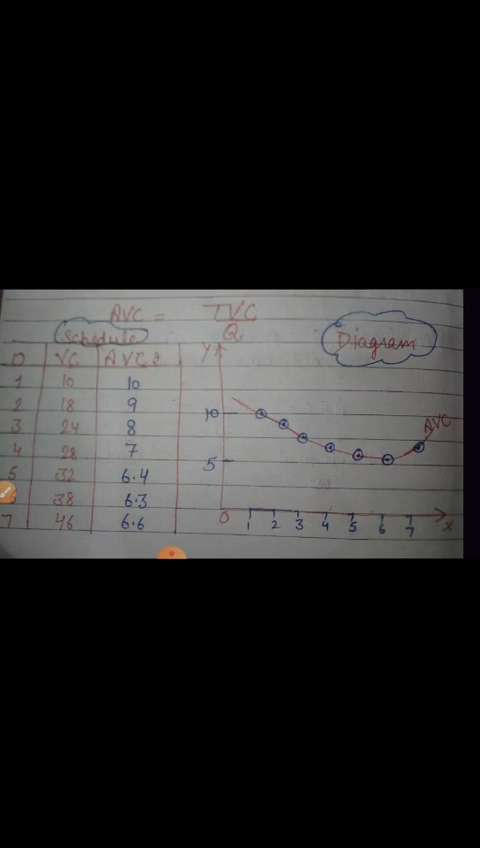 AVC = TVC
Q
Schedule
Diagram
VC AVC
1 10 10
2 18 9
3 24 8
4 28 7
5 32 6.4
38 6.3
7 46 6.6
Y
10
5
AVC
0 1 2 3 4 5 6 7 X